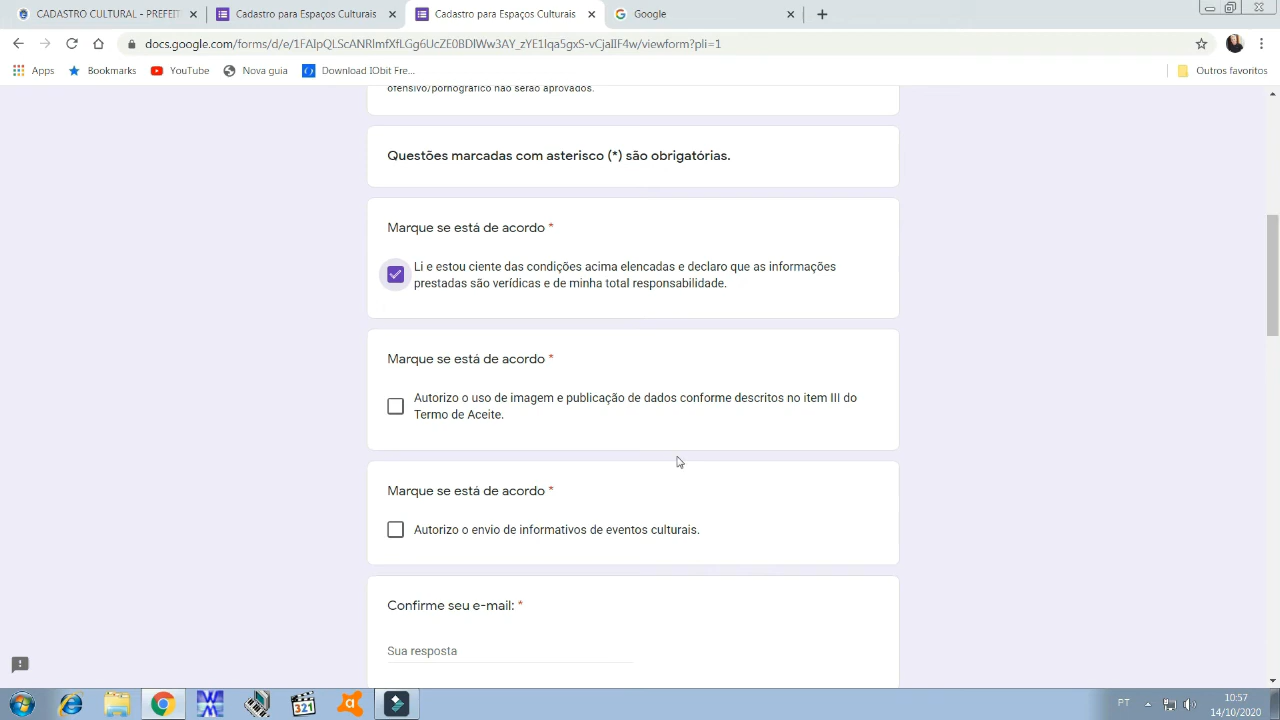 CADASTRO CULTURAL - PREFEIT
Cadastro para Espaços Culturais
Cadastro para Espaços Culturais
Google
docs.google.com/forms/d/e/1FAIpQLScANRlmfXfLGg6UcZE0BDlWw3AY_zYE1lqa5gxS-vCjaIIF4w/viewform?pli=1
Apps
Bookmarks
YouTube
Nova guia
Download IObit Fre...
Outros favoritos
ofensivo/pornográfico não serão aprovados.
Questões marcadas com asterisco (*) são obrigatórias.
Marque se está de acordo *
Li e estou ciente das condições acima elencadas e declaro que as informações
prestadas são verídicas e de minha total responsabilidade.
Marque se está de acordo *
Autorizo o uso de imagem e publicação de dados conforme descritos no item III do
Termo de Aceite.
Marque se está de acordo *
Autorizo o envio de informativos de eventos culturais.
Confirme seu e-mail: *
Sua resposta
321
PT
10:57
14/10/2020